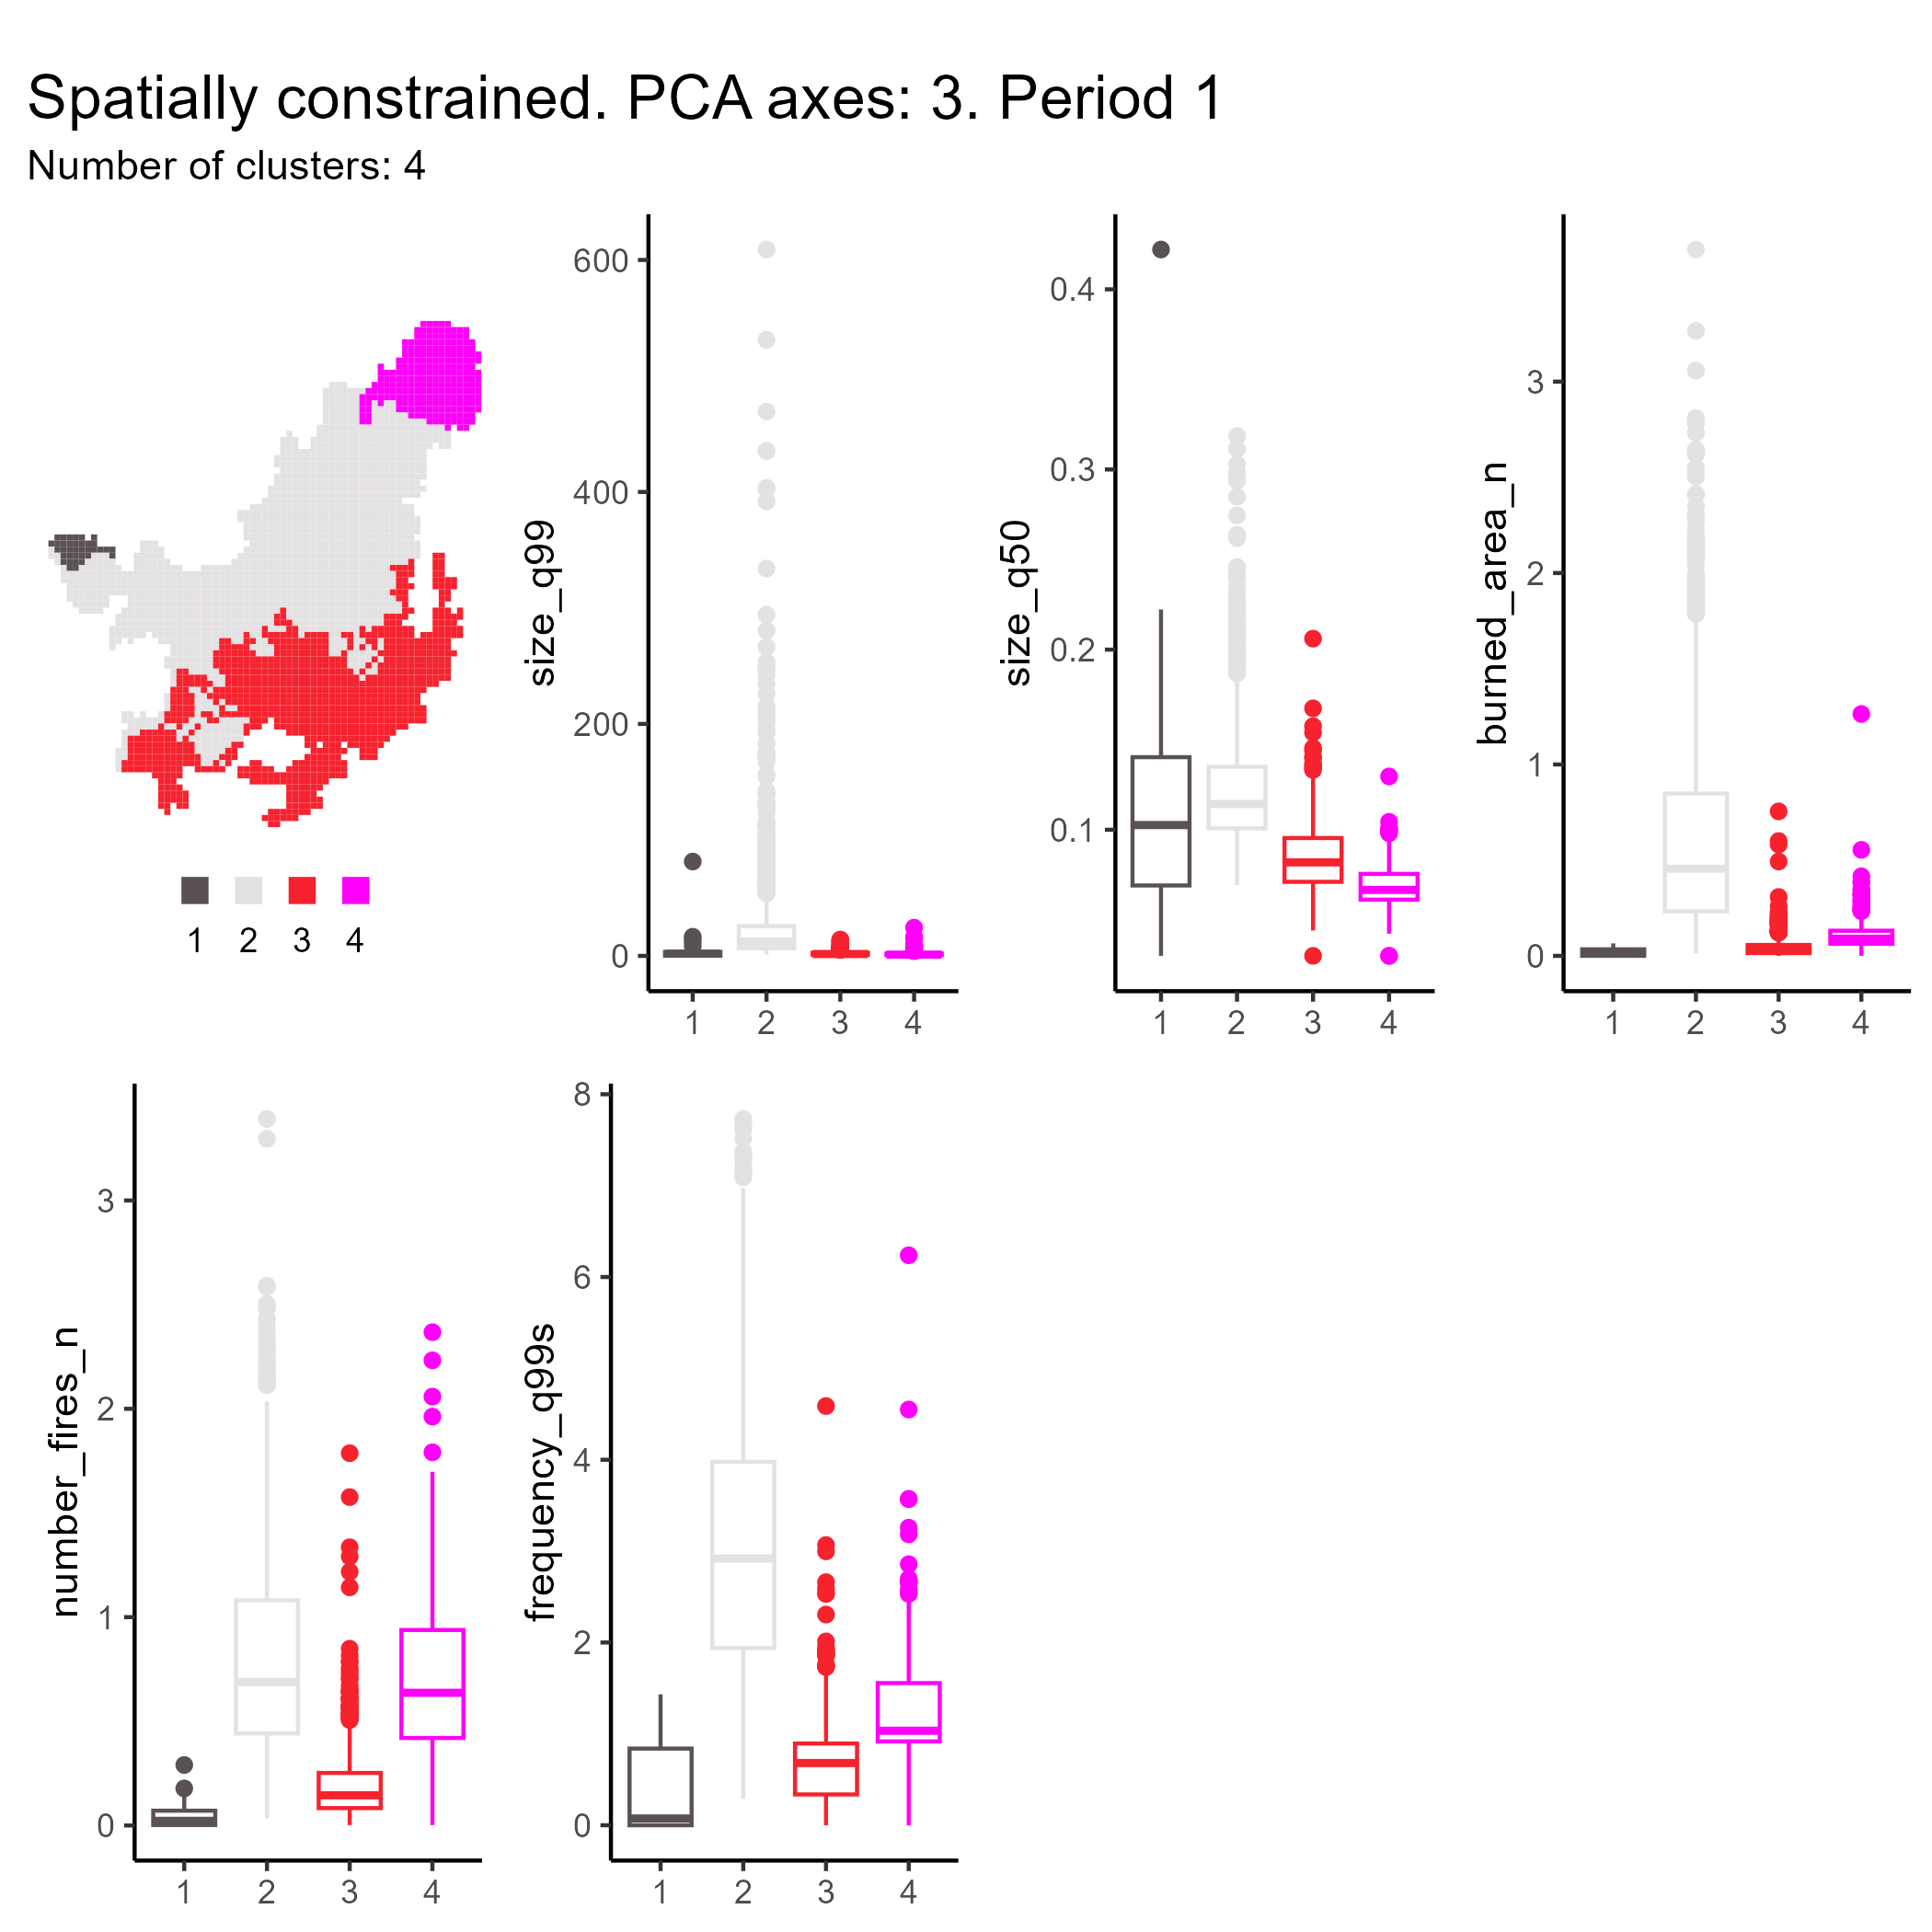 Spatially constrained. PCA axes: 3. Period 1
Number of clusters: 4
1 2 3 4
size_q99
600
400
200
0
1 2 3 4
size_q50
0.4
0.3
0.2
0.1
1 2 3 4
burned_area_n
3
2
1
0
1 2 3 4
number_fires_n
3
2
1
0
1 2 3 4
frequency_q99s
8
6
4
2
0
1 2 3 4